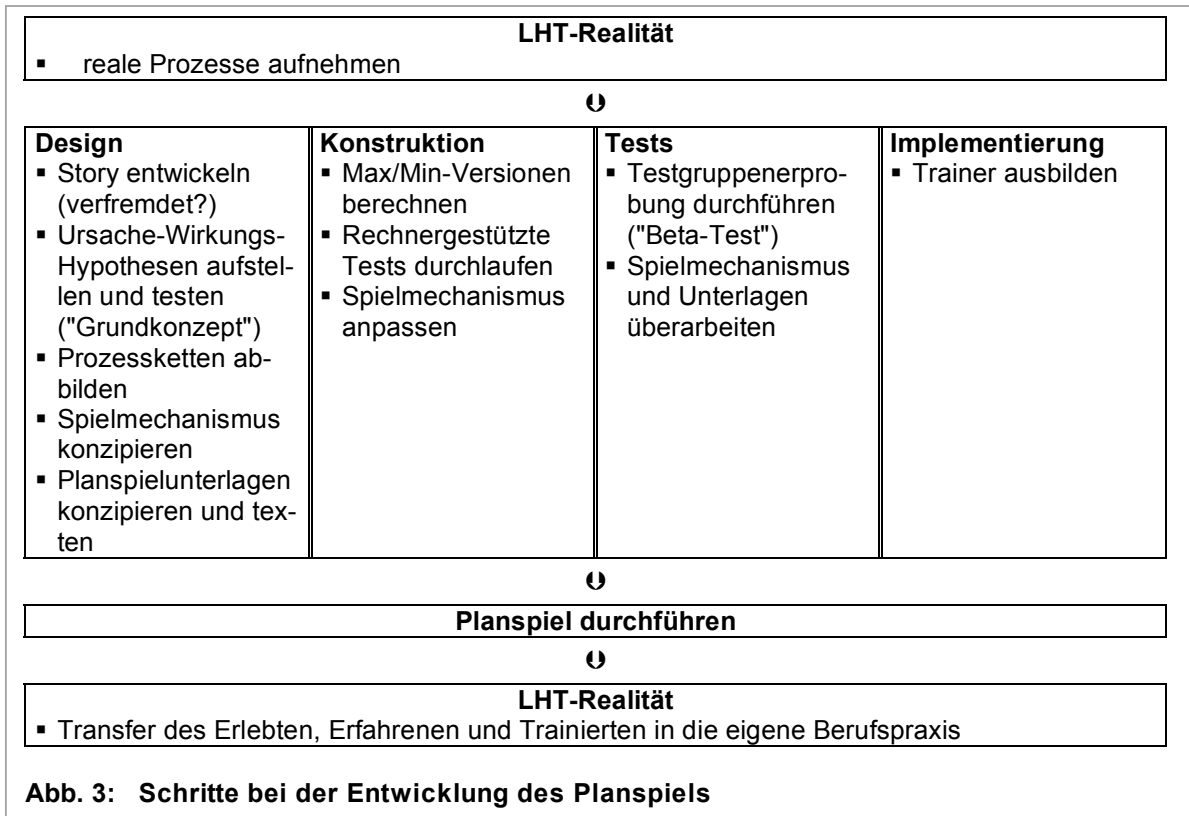 LHT-Realität
▪ reale Prozesse aufnehmen
Design
▪ Story entwickeln
(verfremdet?)
▪ Ursache-Wirkungs-
Hypothesen aufstel-
len und testen
("Grundkonzept")
▪ Prozessketten ab-
bilden
▪ Spielmechanismus
konzipieren
▪ Planspielunterlagen
konzipieren und tex-
ten
Konstruktion
▪ Max/Min-Versionen
berechnen
▪ Rechnergestützte
Tests durchlaufen
▪ Spielmechanismus
anpassen
Tests
▪ Testgruppenerpro-
bung durchführen
("Beta-Test")
▪ Spielmechanismus
und Unterlagen
überarbeiten
Implementierung
▪ Trainer ausbilden
Planspiel durchführen
LHT-Realität
▪ Transfer des Erlebten, Erfahrenen und Trainierten in die eigene Berufspraxis
Abb. 3: Schritte bei der Entwicklung des Planspiels